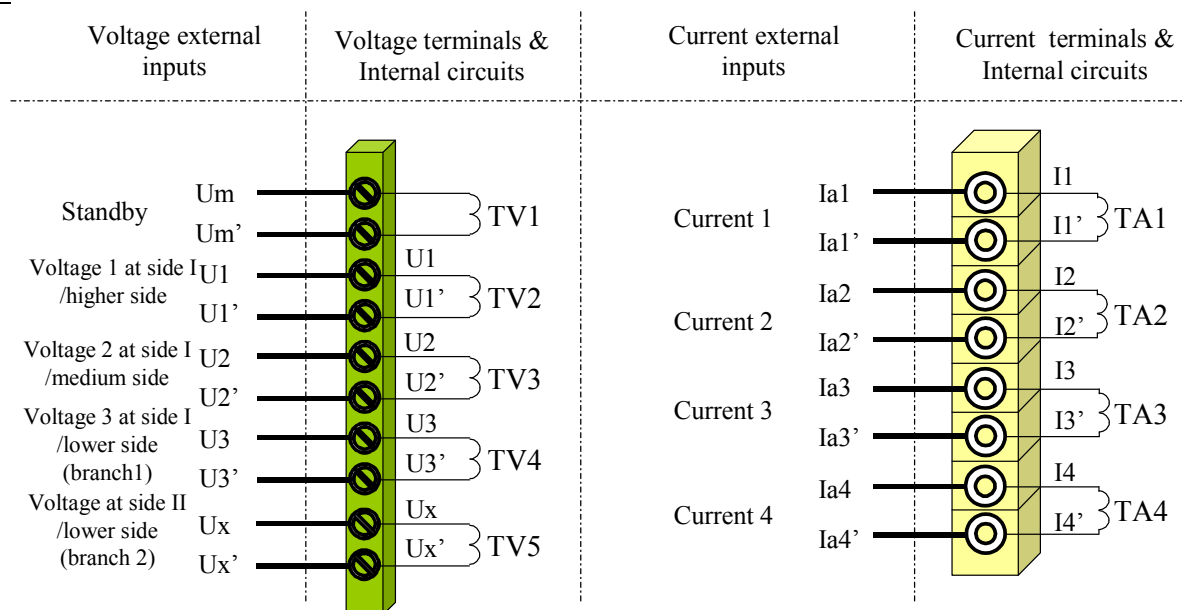 Voltage external
inputs
Voltage terminals &
Internal circuits
Current external
inputs
Current terminals &
Internal circuits
Standby
Um
Um’
TV1
Voltage 1 at side I
/higher side
U1
U1’
U1
U1’
TV2
Voltage 2 at side I
/medium side
U2
U2’
U2
U2’
TV3
Voltage 3 at side I
/lower side
(branch1)
U3
U3’
U3
U3’
TV4
Voltage at side II
/lower side
(branch 2)
Ux
Ux’
Ux
Ux’
TV5
Current 1
Ia1
Ia1’
I1
I1’
TA1
Current 2
Ia2
Ia2’
I2
I2’
TA2
Current 3
Ia3
Ia3’
I3
I3’
TA3
Current 4
Ia4
Ia4’
I4
I4’
TA4